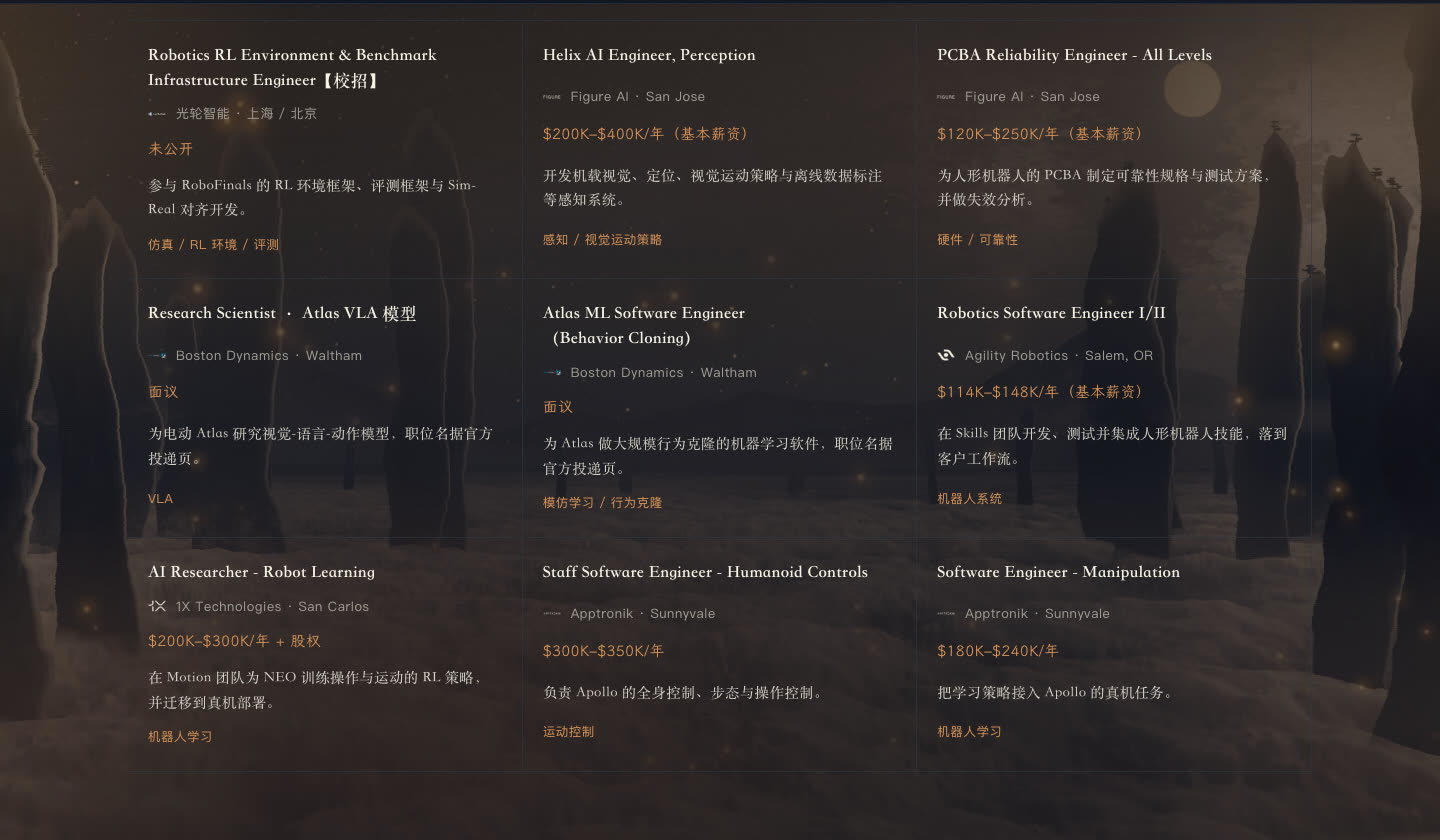 Robotics RL Environment & Benchmark
Infrastructure Engineer【校招】
光轮智能 · 上海 / 北京
未公开
参与 RoboFinals 的 RL 环境框架、评测框架与 Sim-
Real 对齐开发。
仿真 / RL 环境 / 评测
Helix AI Engineer, Perception
FIGURE Figure AI · San Jose
$200K–$400K/年（基本薪资）
开发机载视觉、定位、视觉运动策略与离线数据标注
等感知系统。
感知 / 视觉运动策略
PCBA Reliability Engineer - All Levels
FIGURE Figure AI · San Jose
$120K–$250K/年（基本薪资）
为人形机器人的 PCBA 制定可靠性规格与测试方案，
并做失效分析。
硬件 / 可靠性
Research Scientist · Atlas VLA 模型
Boston Dynamics · Waltham
面议
为电动 Atlas 研究视觉-语言-动作模型，职位名据官方
投递页。
VLA
Atlas ML Software Engineer
（Behavior Cloning）
Boston Dynamics · Waltham
面议
为 Atlas 做大规模行为克隆的机器学习软件，职位名据
官方投递页。
模仿学习 / 行为克隆
Robotics Software Engineer I/II
Agility Robotics · Salem, OR
$114K–$148K/年（基本薪资）
在 Skills 团队开发、测试并集成人形机器人技能，落到
客户工作流。
机器人系统
AI Researcher - Robot Learning
1X 1X Technologies · San Carlos
$200K–$300K/年 + 股权
在 Motion 团队为 NEO 训练操作与运动的 RL 策略，
并迁移到真机部署。
机器人学习
Staff Software Engineer - Humanoid Controls
Apptronik · Sunnyvale
$300K–$350K/年
负责 Apollo 的全身控制、步态与操作控制。
运动控制
Software Engineer - Manipulation
Apptronik · Sunnyvale
$180K–$240K/年
把学习策略接入 Apollo 的真机任务。
机器人学习